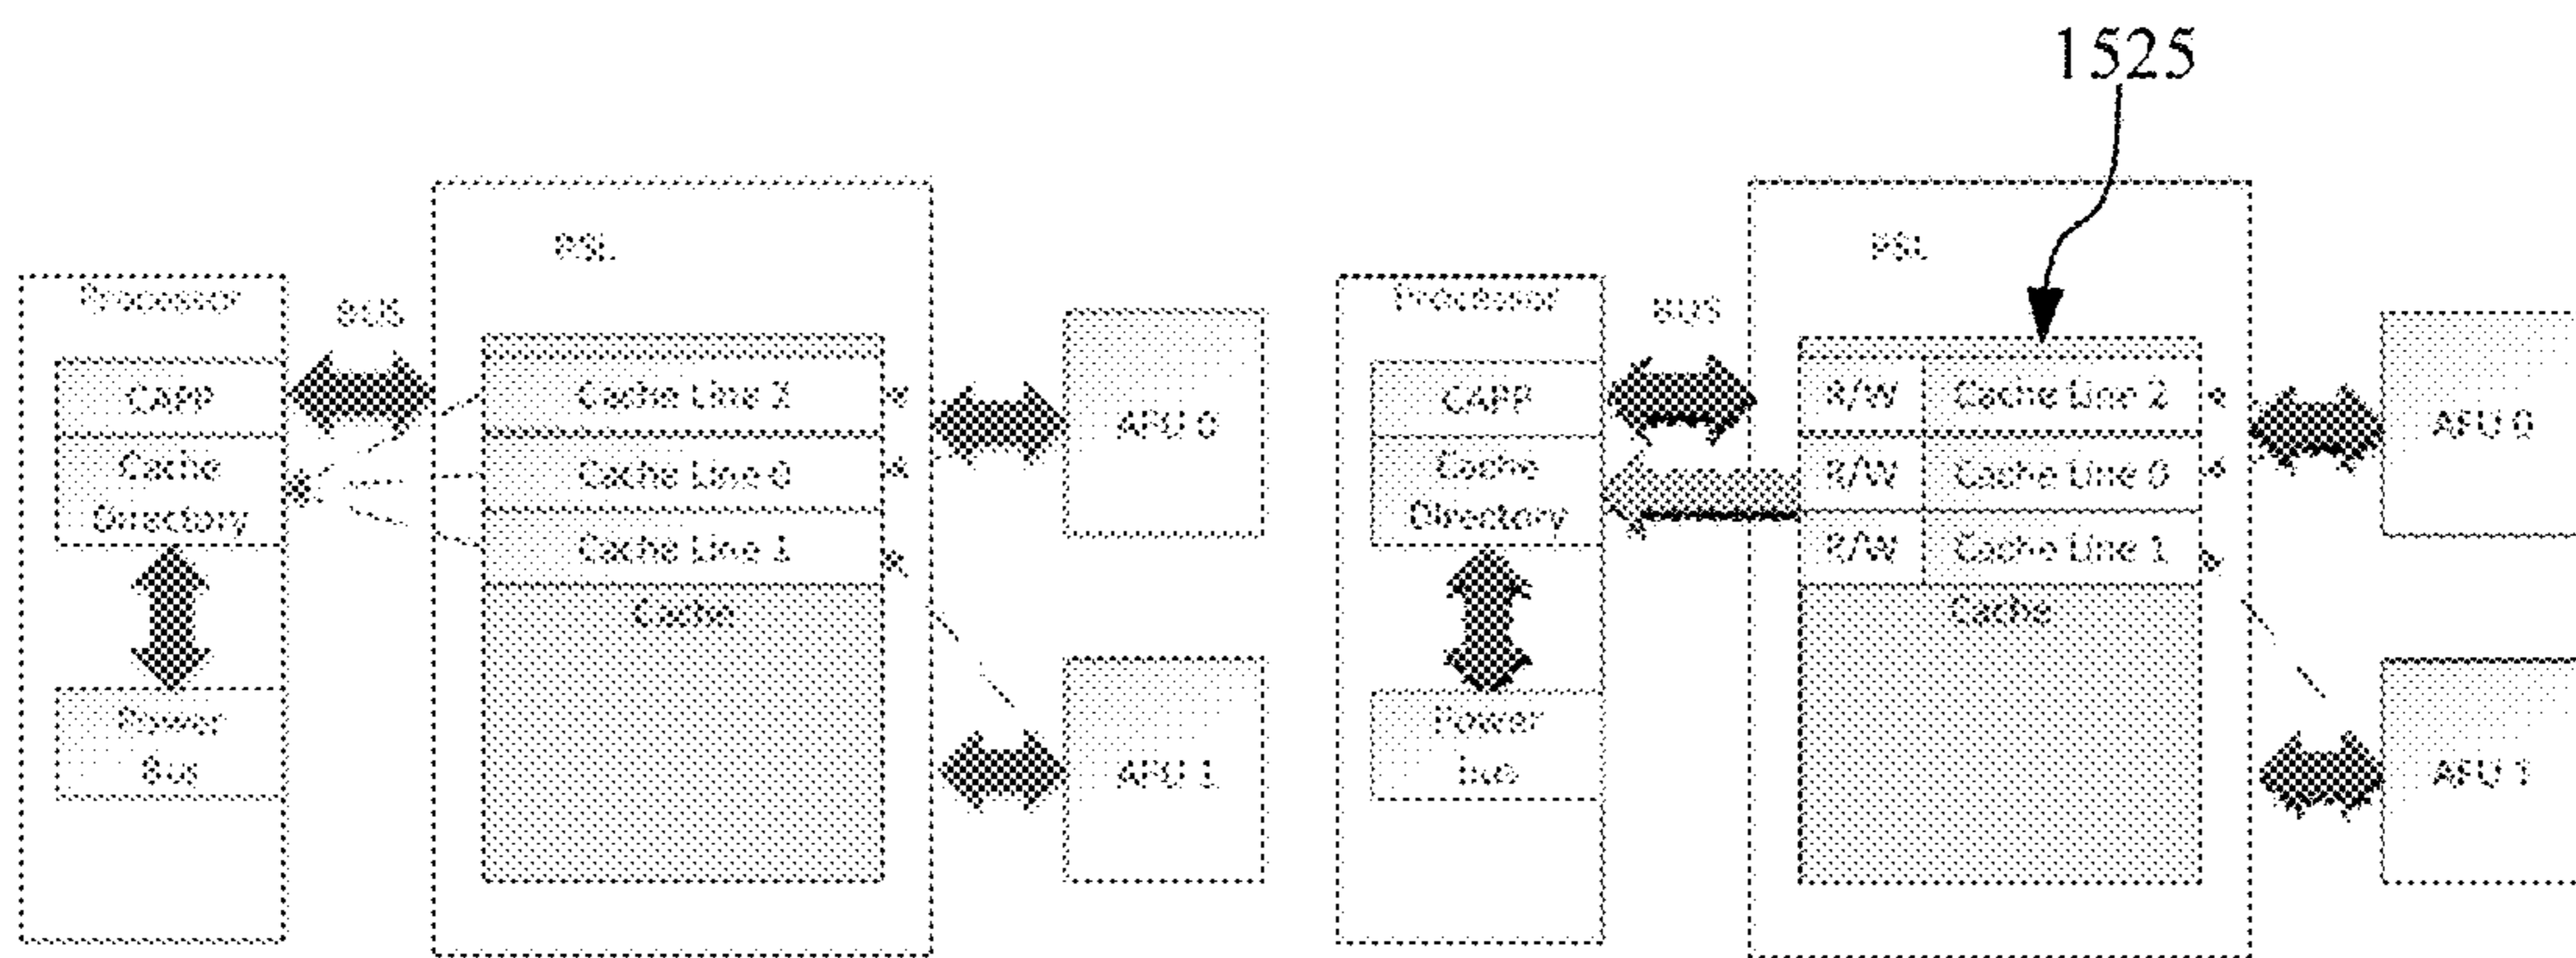 1525
PSL
Processor
BUS
CAPP
Cache Line 2
AFU 0
Cache
Directory
Cache Line 0
Cache Line 1
Cache
Power
Bus
AFU 1
PSL
Processor
BUS
CAPP
R/W Cache Line 2
AFU 0
Cache
Directory
R/W Cache Line 0
R/W Cache Line 1
Cache
Power
Bus
AFU 1